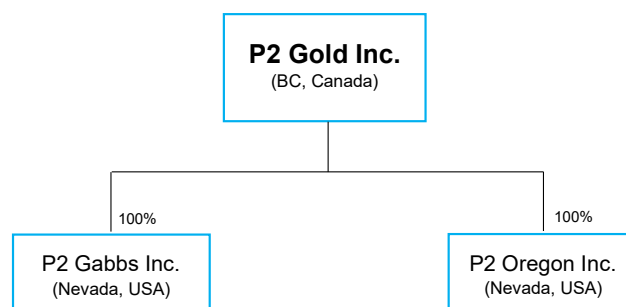 P2 Gold Inc.
(BC, Canada)
100%
100%
P2 Gabbs Inc.
(Nevada, USA)
P2 Oregon Inc.
(Nevada, USA)